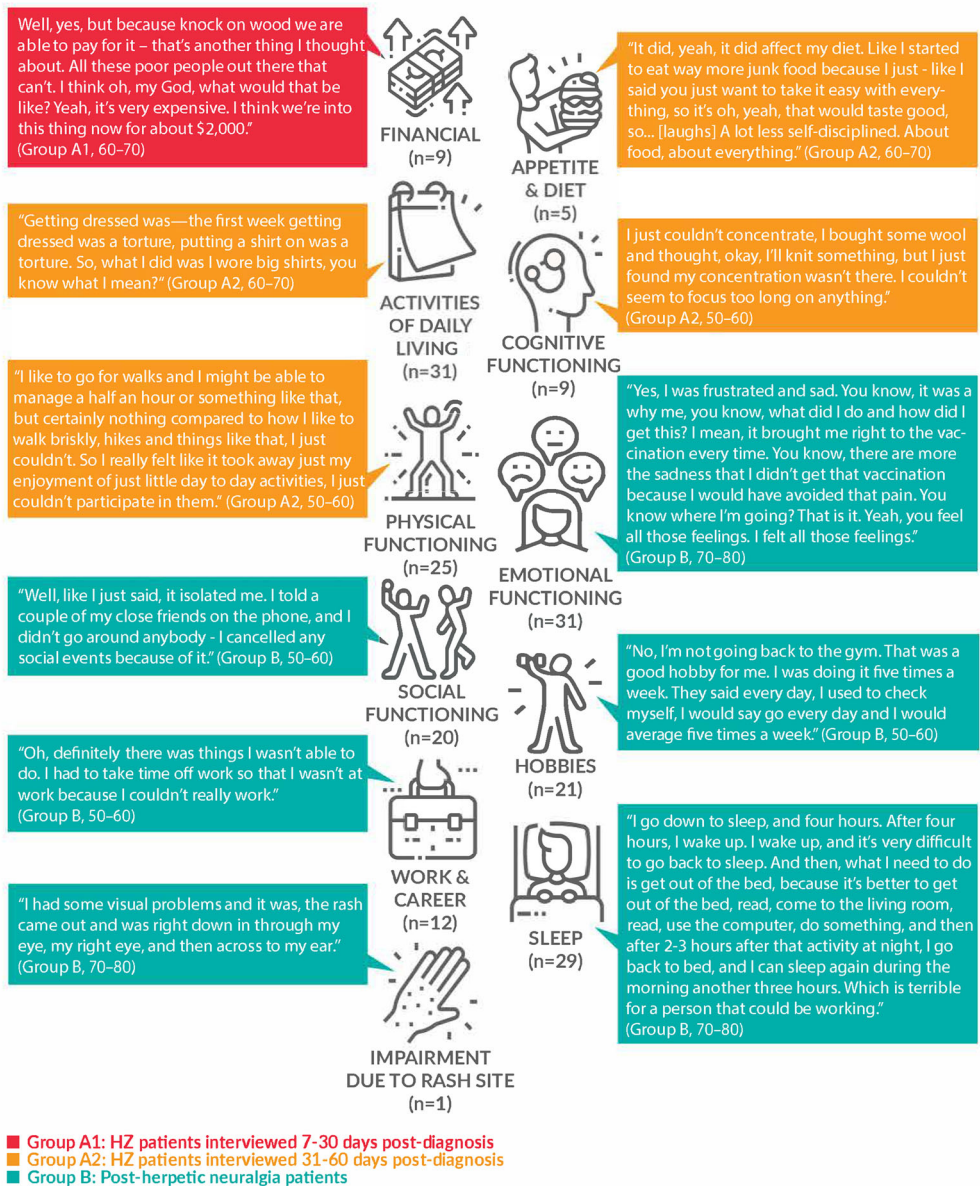 Well, yes, but because knock on wood we are
able to pay for it – that's another thing I thought
about. All these poor people out there that
can't. I think oh, my God, what would that be
like? Yeah, it's very expensive. I think we're into
this thing now for about $2,000."
(Group A1, 60–70)
FINANCIAL
(n=9)
"It did, yeah, it did affect my diet. Like I started
to eat way more junk food because I just - like I
said you just want to take it easy with every-
thing, so it's oh, yeah, that would taste good,
so... [laughs] A lot less self-disciplined. About
food, about everything." (Group A2, 60–70)
APPETITE
& DIET
(n=5)
"Getting dressed was—the first week getting
dressed was a torture, putting a shirt on was a
torture. So, what I did was I wore big shirts, you
know what I mean?" (Group A2, 60–70)
ACTIVITIES
OF DAILY
LIVING
(n=31)
I just couldn't concentrate, I bought some wool
and thought, okay, I'll knit something, but I just
found my concentration wasn't there. I couldn't
seem to focus too long on anything."
(Group A2, 50–60)
COGNITIVE
FUNCTIONING
(n=9)
"I like to go for walks and I might be able to
manage a half an hour or something like that,
but certainly nothing compared to how I like to
walk briskly, hikes and things like that, I just
couldn't. So I really felt like it took away just my
enjoyment of just little day to day activities, I just
couldn't participate in them." (Group A2, 50–60)
PHYSICAL
FUNCTIONING
(n=25)
"Yes, I was frustrated and sad. You know, it was a
why me, you know, what did I do and how did I
get this? I mean, it brought me right to the vac-
cination every time. You know, there are more
the sadness that I didn't get that vaccination
because I would have avoided that pain. You
know where I'm going? That is it. Yeah, you feel
all those feelings. I felt all those feelings."
(Group B, 70–80)
EMOTIONAL
FUNCTIONING
(n=31)
"Well, like I just said, it isolated me. I told a
couple of my close friends on the phone, and I
didn't go around anybody - I cancelled any
social events because of it." (Group B, 50–60)
SOCIAL
FUNCTIONING
(n=20)
"No, I'm not going back to the gym. That was a
good hobby for me. I was doing it five times a
week. They said every day, I used to check
myself, I would say go every day and I would
average five times a week." (Group B, 50–60)
HOBBIES
(n=21)
"Oh, definitely there was things I wasn't able to
do. I had to take time off work so that I wasn't at
work because I couldn't really work."
(Group B, 50–60)
WORK &
CAREER
(n=12)
"I go down to sleep, and four hours. After four
hours, I wake up. I wake up, and it's very difficult
to go back to sleep. And then, what I need to do
is get out of the bed, because it's better to get
out of the bed, read, come to the living room,
read, use the computer, do something, and then
after 2-3 hours after that activity at night, I go
back to bed, and I can sleep again during the
morning another three hours. Which is terrible
for a person that could be working."
(Group B, 70–80)
SLEEP
(n=29)
"I had some visual problems and it was, the rash
came out and was right down in through my
eye, my right eye, and then across to my ear."
(Group B, 70–80)
IMPAIRMENT
DUE TO RASH SITE
(n=1)
Group A1: HZ patients interviewed 7-30 days post-diagnosis
Group A2: HZ patients interviewed 31-60 days post-diagnosis
Group B: Post-herpetic neuralgia patients